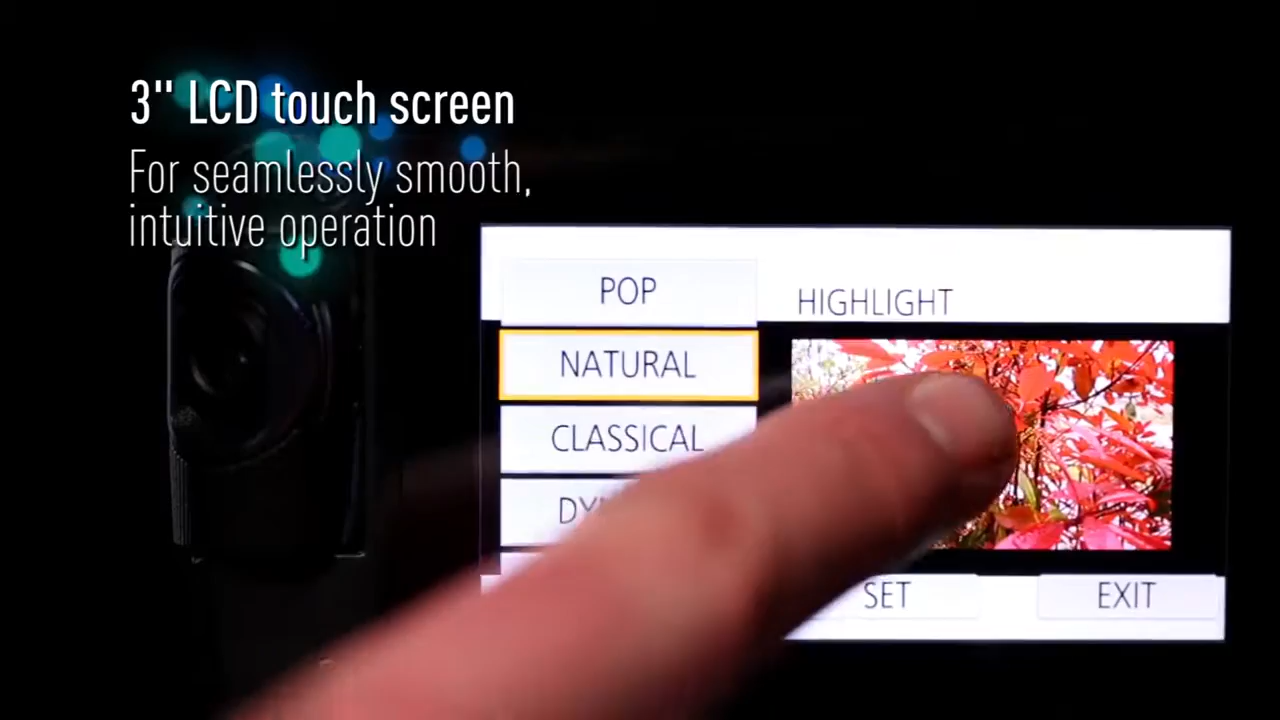 3" LCD touch screen
For seamlessly smooth,
intuitive operation
POP
HIGHLIGHT
NATURAL
CLASSICAL
SET
EXIT